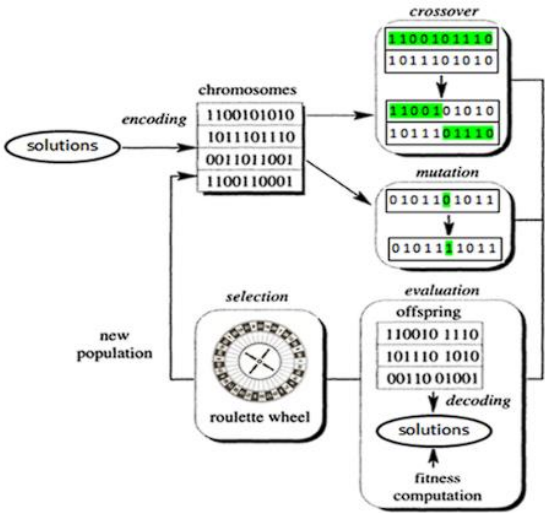 crossover
1100101110
1011101010
chromosomes
1100101010
1011101110
0011011001
1100110001
encoding
solutions
1100101010
1011101110
mutation
0101101011
0101111011
evaluation
offspring
110010 1110
101110 1010
00110 01001
decoding
solutions
fitness
computation
selection
roulette wheel
new
population